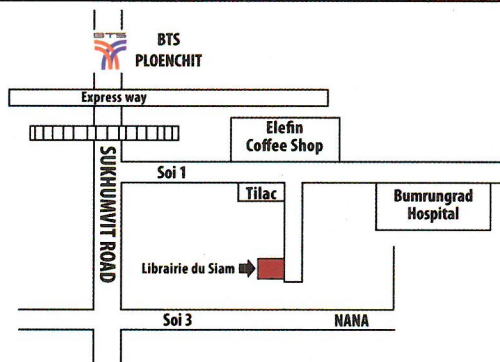 BTS
BTS
PLOENCHIT
Express way
Elefin
Coffee Shop
SUKHUMVIT ROAD
Soi 1
Tilac
Bumrungrad
Hospital
Librairie du Siam
Soi 3
NANA